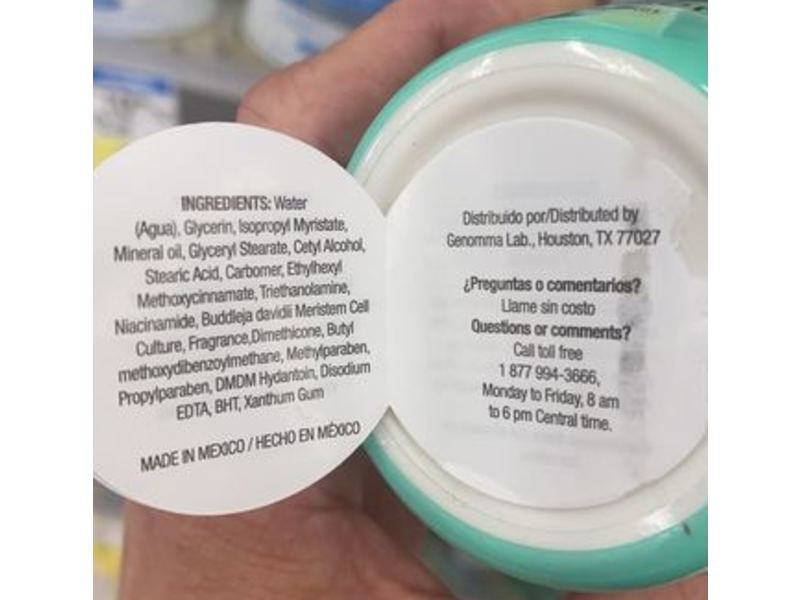 INGREDIENTS: Water
(Agua), Glycerin, Isopropyl Myristate,
Mineral oil, Glyceryl Stearate, Cetyl Alcohol,
Stearic Acid, Carbomer, Ethylhexyl
Methoxycinnamate, Triethanolamine,
Niacinamide, Buddleja davidii Meristem Cell
Culture, Fragrance,Dimethicone, Butyl
methoxydibenzoylmethane, Methylparaben,
Propylparaben, DMDM Hydantoin, Disodium
EDTA, BHT, Xanthum Gum
MADE IN MEXICO / HECHO EN MÉXICO
Distribuido por/Distributed by
Genomma Lab., Houston, TX 77027
¿Preguntas o comentarios?
Llame sin costo
Questions or comments?
Call toll free
1 877 994-3666,
Monday to Friday, 8 am
to 6 pm Central time.